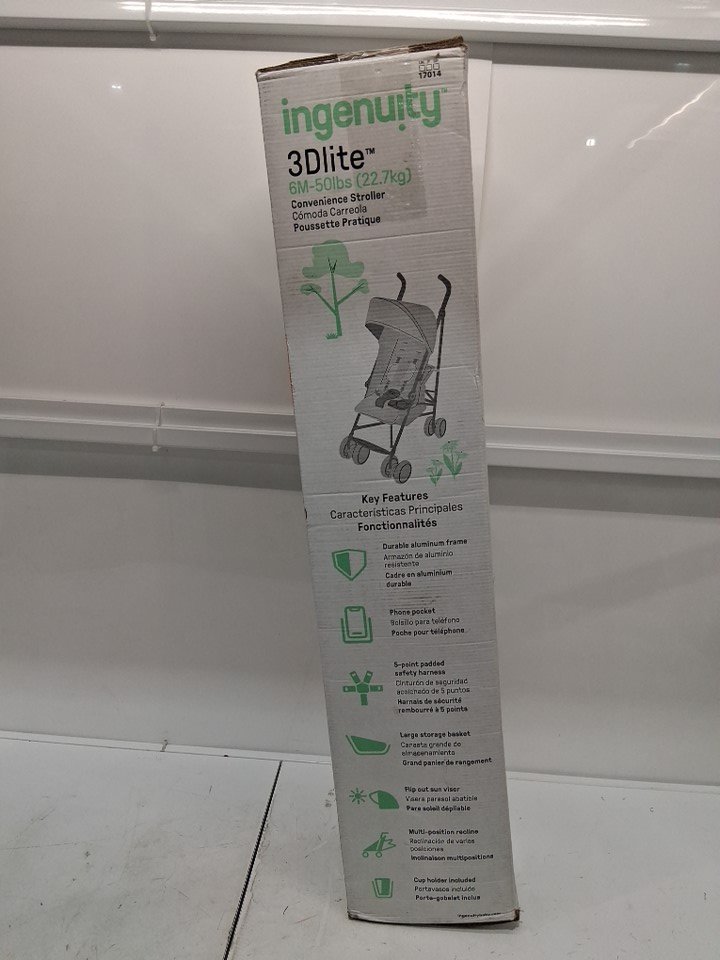 17014
ingenuity™
3Dlite™
6M-50lbs (22.7kg)
Convenience Stroller
Cómoda Carreola
Poussette Pratique
Key Features
Características Principales
Fonctionnalités
Durable aluminum frame
Armazón de aluminio
resistente
Cadre en aluminium
durable
Phone pocket
Bolsillo para teléfono
Poche pour téléphone
5-point padded
safety harness
Cinturón de seguridad
acojinado de 5 puntos
Harnais de sécurité
rembourré à 5 points
Large storage basket
Canasta grande de
almacenamiento
Grand panier de rangement
Flip out sun visor
Visera parasol abatible
Pare soleil dépliable
Multi-position recline
Reclinación de varias
posiciones
Inclinaison multipositions
Cup holder included
Portavasos incluido
Porte-gobelet inclus